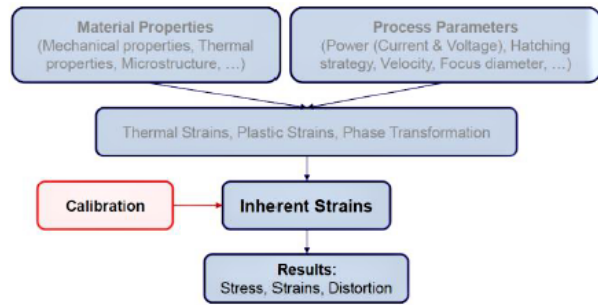 Material Properties
(Mechanical properties, Thermal
properties, Microstructure, ...)
Process Parameters
(Power (Current & Voltage), Hatching
strategy, Velocity, Focus diameter, ...)
Thermal Strains, Plastic Strains, Phase Transformation
Calibration
Inherent Strains
Results:
Stress, Strains, Distortion